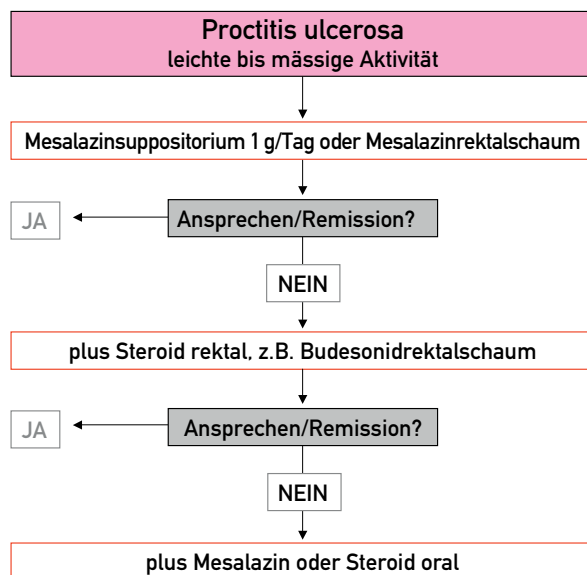 Proctitis ulcerosa
leichte bis mässige Aktivität
Mesalazinsuppositorium 1 g/Tag oder Mesalazinrektalschaum
JA
Ansprechen/Remission?
NEIN
plus Steroid rektal, z.B. Budesonidrektalschaum
JA
Ansprechen/Remission?
NEIN
plus Mesalazin oder Steroid oral